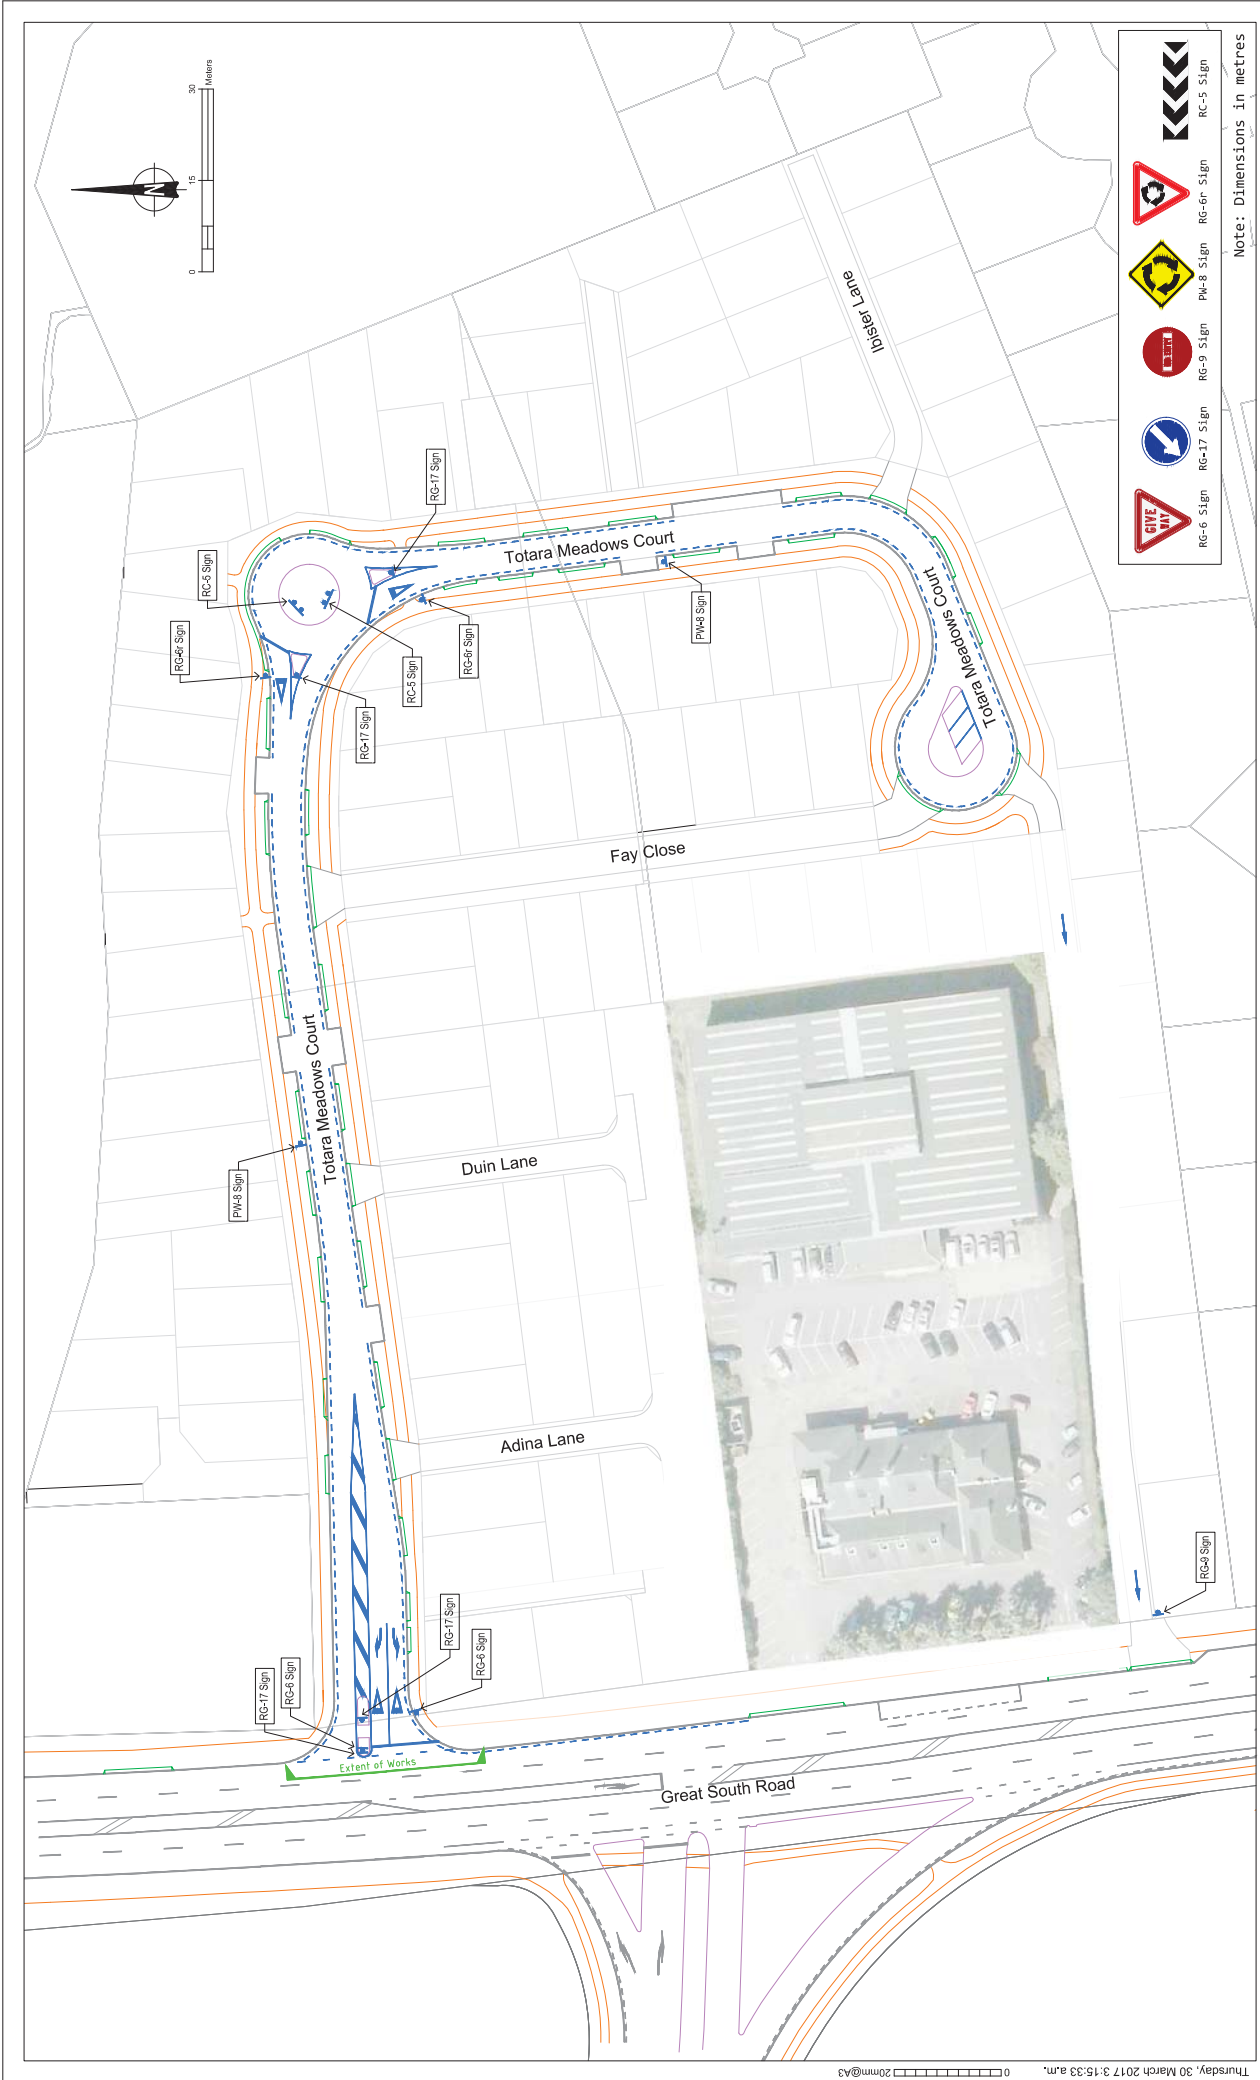 N
0
15
30
Meters
RC-5 Sign
RG-6r Sign
RG-17 Sign
RC-5 Sign
RG-6r Sign
RG-17 Sign
Totara Meadows Court
PW-8 Sign
Ibister Lane
Totara Meadows Court
Totara Meadows Court
Fay Close
Totara Meadows Court
PW-8 Sign
Duin Lane
Adina Lane
RG-17 Sign
RG-6 Sign
RG-17 Sign
RG-6 Sign
RG-9 Sign
Extent of Works
Great South Road
GIVE WAY
RG-6 Sign
RG-17 Sign
RG-9 Sign
PW-8 Sign
RG-6r Sign
RC-5 Sign
Note: Dimensions in metres
0
20mm@A3
Thursday, 30 March 2017 3:15:33 a.m.